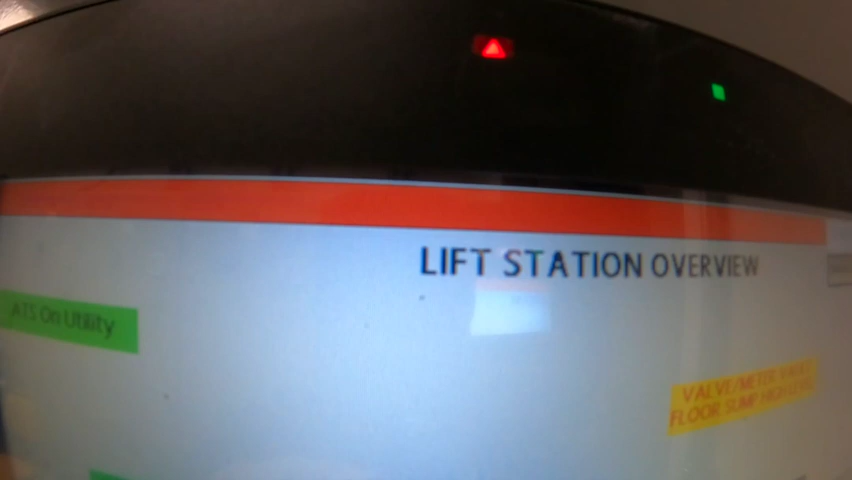 LIFT STATION OVERVIEW
ATS On Utility
VALVE/METER VAULT
FLOOR SUMP HIGH LEVEL